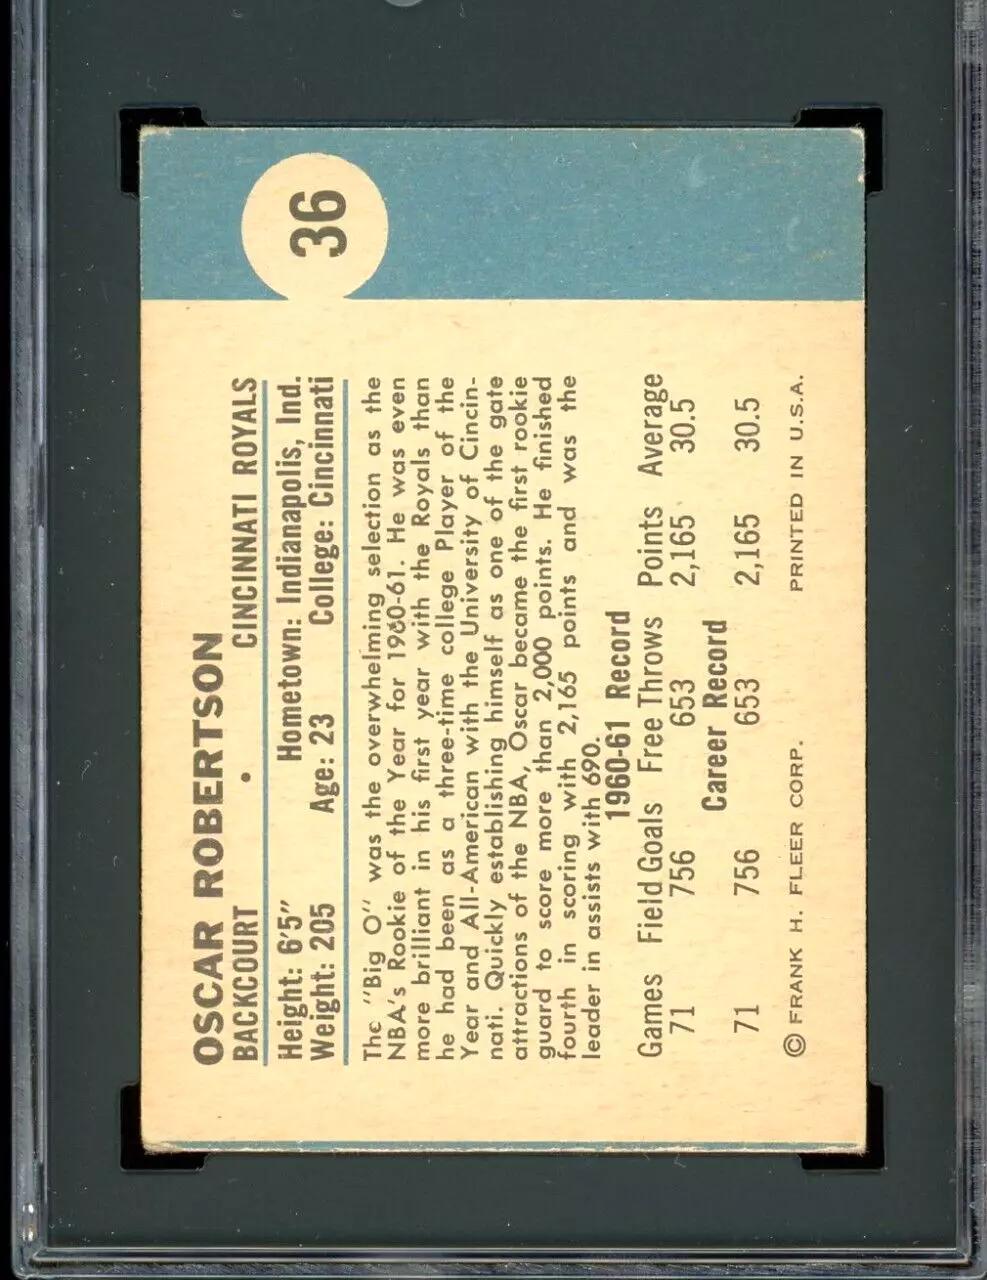 36
OSCAR ROBERTSON
BACKCOURT • CINCINNATI ROYALS
Height: 6'5" Hometown: Indianapolis, Ind.
Weight: 205 Age: 23 College: Cincinnati
The "Big O" was the overwhelming selection as the
NBA's Rookie of the Year for 1960-61. He was even
more brilliant in his first year with the Royals than
he had been as a three-time college Player of the
Year and All-American with the University of Cincin-
nati. Quickly establishing himself as one of the gate
attractions of the NBA, Oscar became the first rookie
guard to score more than 2,000 points. He finished
fourth in scoring with 2,165 points and was the
leader in assists with 690.
1960-61 Record
Games Field Goals Free Throws Points Average
71 756 653 2,165 30.5
Career Record
71 756 653 2,165 30.5
© FRANK H. FLEER CORP. PRINTED IN U.S.A.